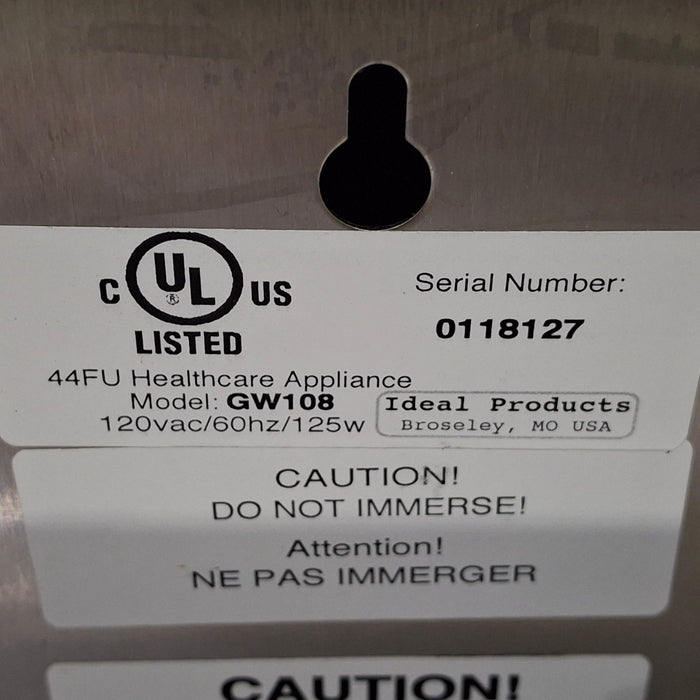 C UL ® US
LISTED
Serial Number:
0118127
44FU Healthcare Appliance
Model: GW108
120vac/60hz/125w
Ideal Products
Broseley, MO USA
CAUTION!
DO NOT IMMERSE!
Attention!
NE PAS IMMERGER
CAUTION!